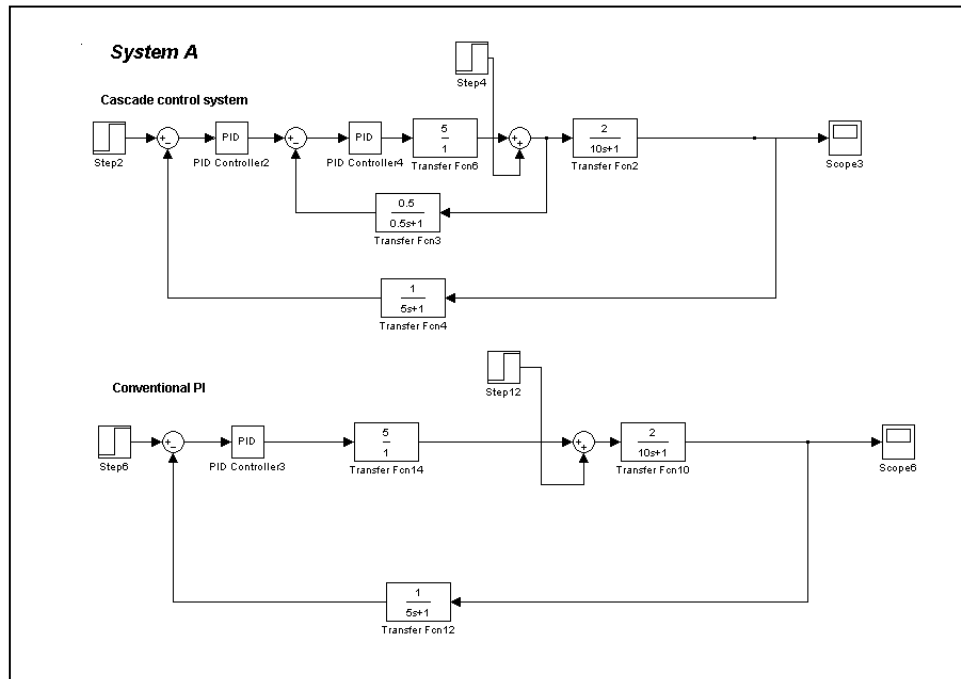 System A
Step4
Cascade control system
+
−
PID
+
−
PID
5
1
+
+
2
10s+1
Step2
PID Controller2
PID Controller4
Transfer Fcn6
Transfer Fcn2
Scope3
0.5
0.5s+1
Transfer Fcn3
1
5s+1
Transfer Fcn4
Step12
Conventional PI
+
−
PID
5
1
+
+
2
10s+1
Step6
PID Controller3
Transfer Fcn14
Transfer Fcn10
Scope6
1
5s+1
Transfer Fcn12